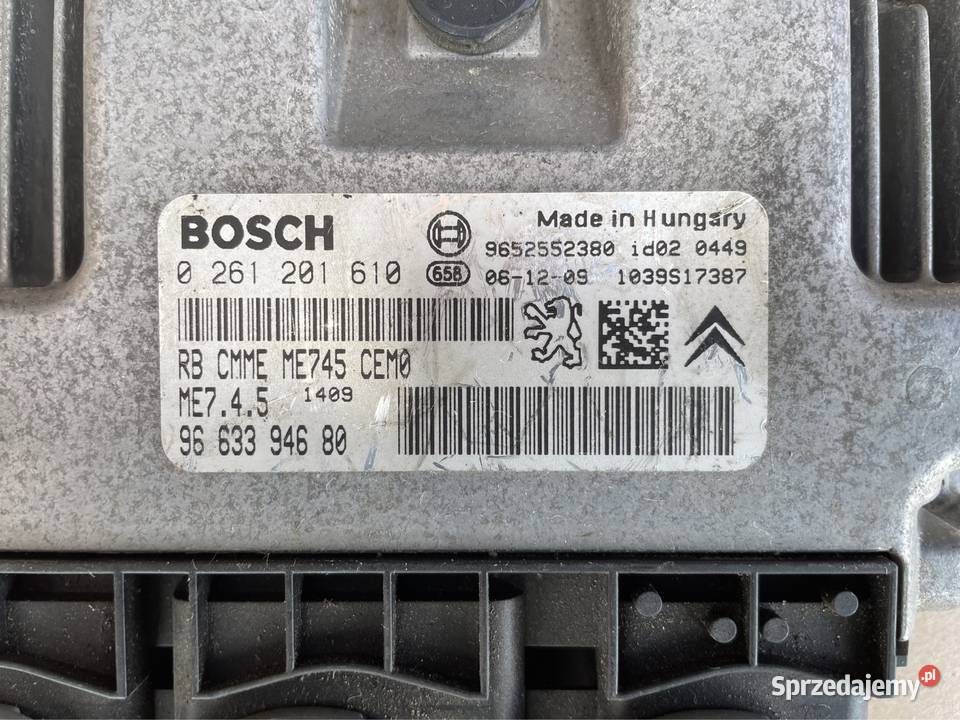 BOSCH
Made in Hungary
9652552380 id02 0449
0 261 201 610
658
06-12-09 1039S17387
RB CMME ME745 CEM0
ME7.4.5 1409
96 633 946 80
Sprzedajemy.pl